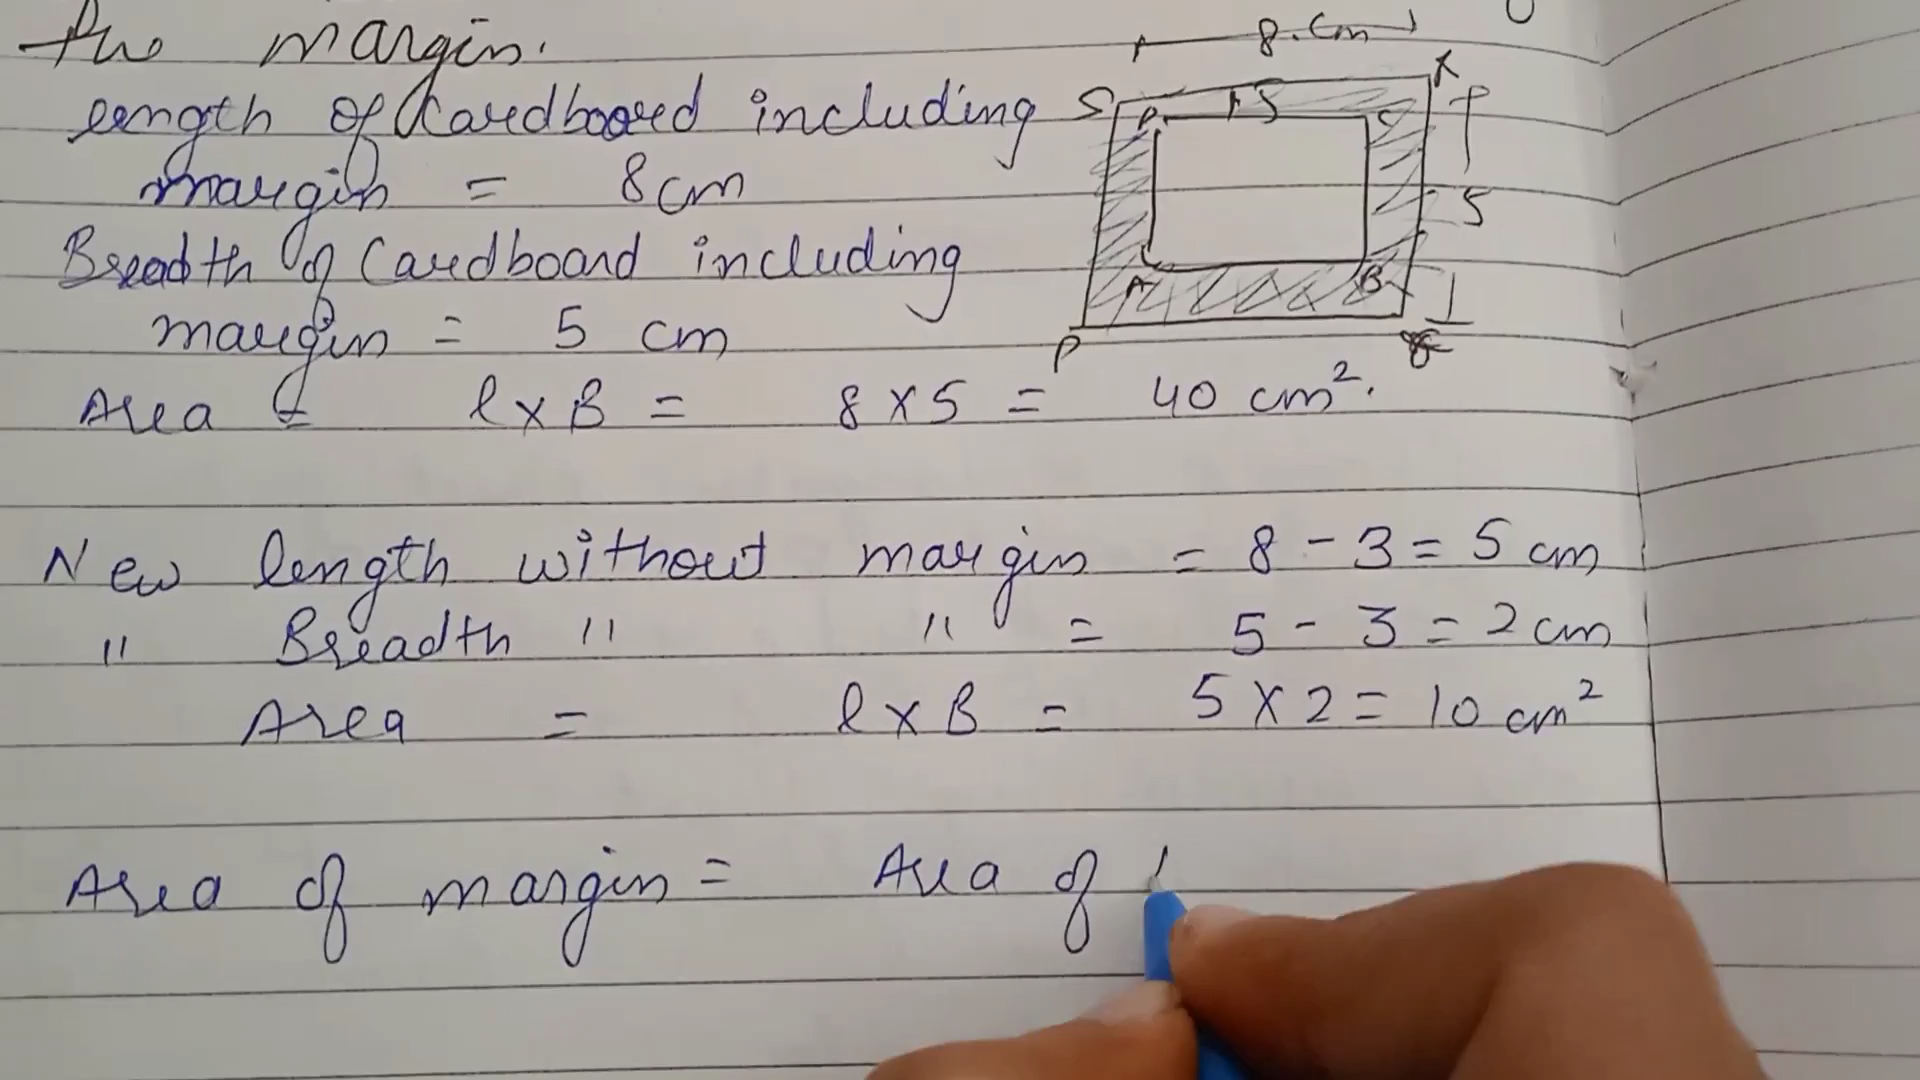 the margin.
8 cm
length of Cardboard including
margin = 8cm
Breadth of Cardboard including
margin = 5 cm
S
1.5
C
5
A
B
P
Area = l x B = 8 x 5 = 40 cm².
New length without margin = 8 - 3 = 5 cm
" Breadth " " = 5 - 3 = 2 cm
Area = l x B = 5 x 2 = 10 cm²
Area of margin = Area of